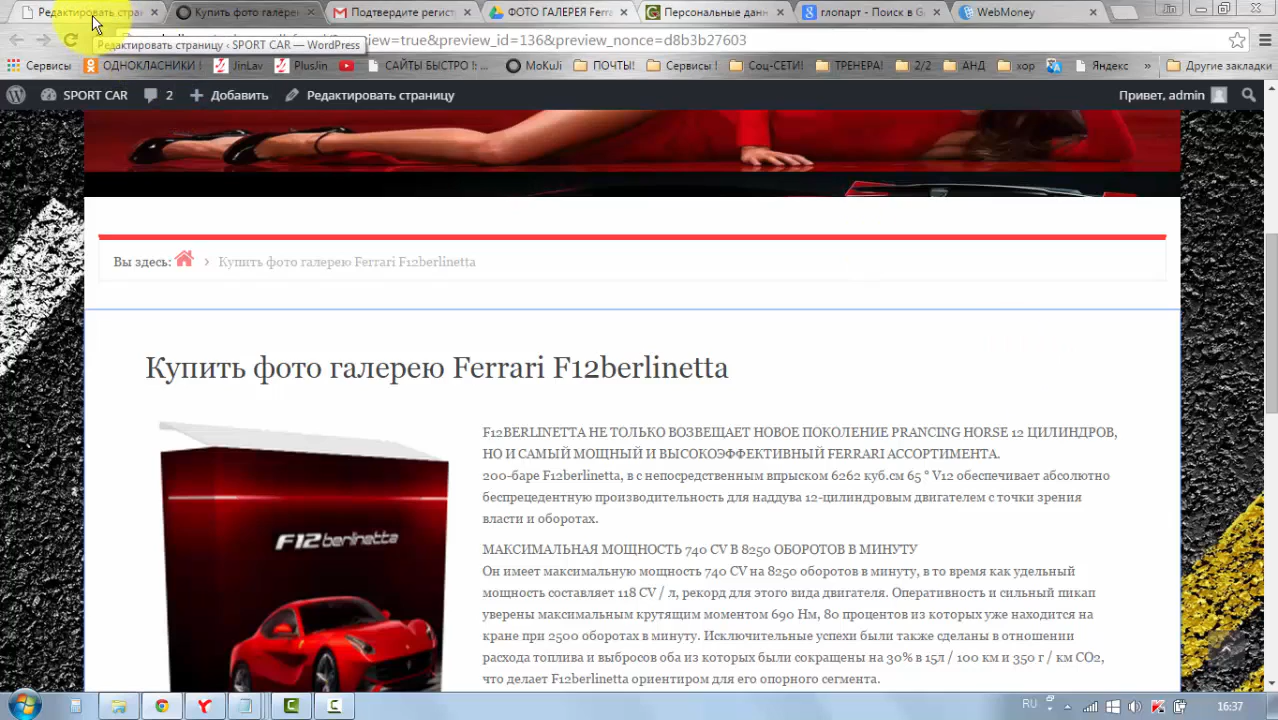 Редактировать стран
Купить фото галере
Подтвердите регист
ФОТО ГАЛЕРЕЯ Ferra
Персональные данны
глопарт - Поиск в G
WebMoney
Редактировать страницу ‹ SPORT CAR — WordPress
view=true&preview_id=136&preview_nonce=d8b3b27603
Сервисы
ОДНОКЛАСНИКИ !
JinLav
PlusJin
САЙТЫ БЫСТРО !: ...
MoKuJi
ПОЧТЫ!
Сервисы !
Соц-СЕТИ!
ТРЕНЕРА!
2/2
АНД
хор
Яндекс
»
Другие закладки
SPORT CAR
2
Добавить
Редактировать страницу
Привет, admin
Вы здесь: › Купить фото галерею Ferrari F12berlinetta
Купить фото галерею Ferrari F12berlinetta
F12BERLINETTA НЕ ТОЛЬКО ВОЗВЕЩАЕТ НОВОЕ ПОКОЛЕНИЕ PRANCING HORSE 12 ЦИЛИНДРОВ,
НО И САМЫЙ МОЩНЫЙ И ВЫСОКОЭФФЕКТИВНЫЙ FERRARI АССОРТИМЕНТА.
200-баре F12berlinetta, в с непосредственным впрыском 6262 куб.см 65 ° V12 обеспечивает абсолютно
беспрецедентную производительность для наддува 12-цилиндровым двигателем с точки зрения
власти и оборотах.
МАКСИМАЛЬНАЯ МОЩНОСТЬ 740 CV В 8250 ОБОРОТОВ В МИНУТУ
Он имеет максимальную мощность 740 CV на 8250 оборотов в минуту, в то время как удельный
мощность составляет 118 CV / л, рекорд для этого вида двигателя. Оперативность и сильный пикап
уверены максимальным крутящим моментом 690 Нм, 80 процентов из которых уже находится на
кране при 2500 оборотах в минуту. Исключительные успехи были также сделаны в отношении
расхода топлива и выбросов оба из которых были сокращены на 30% в 15л / 100 км и 350 г / км CO2,
что делает F12berlinetta ориентиром для его опорного сегмента.
F12berlinetta
RU
16:37